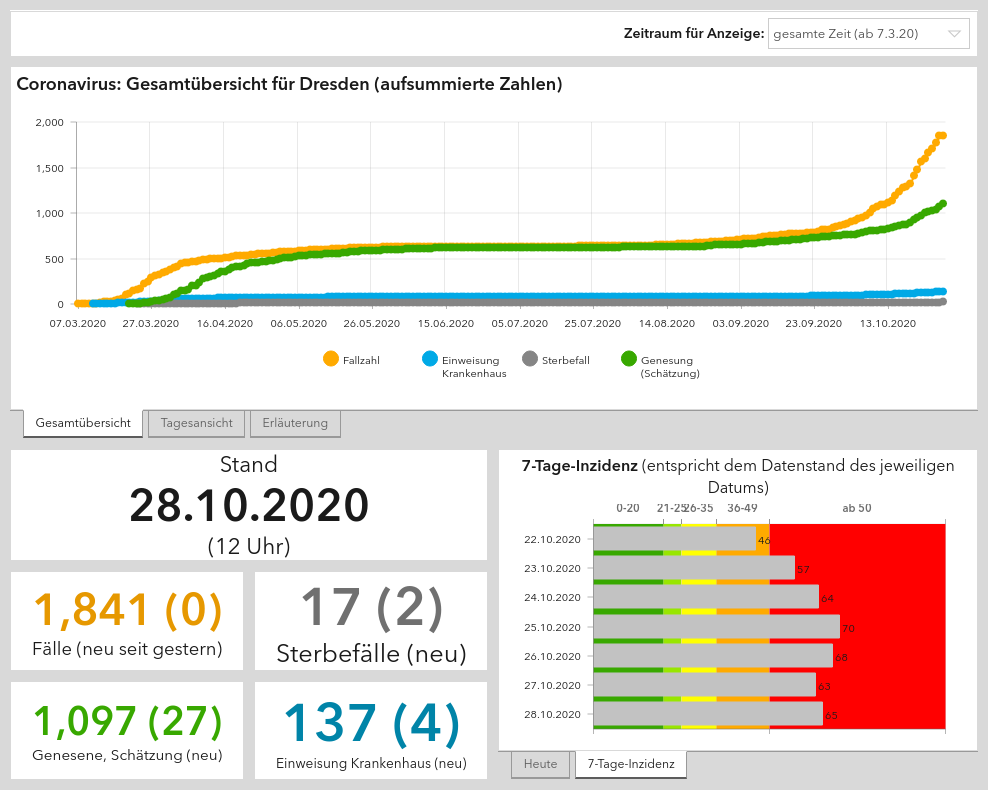 Zeitraum für Anzeige: gesamte Zeit (ab 7.3.20)
Coronavirus: Gesamtübersicht für Dresden (aufsummierte Zahlen)
2,000
1,500
1,000
500
0
07.03.2020 27.03.2020 16.04.2020 06.05.2020 26.05.2020 15.06.2020 05.07.2020 25.07.2020 14.08.2020 03.09.2020 23.09.2020 13.10.2020
Fallzahl Einweisung Krankenhaus Sterbefall Genesung (Schätzung)
Gesamtübersicht Tagesansicht Erläuterung
Stand
28.10.2020
(12 Uhr)
1,841 (0)
Fälle (neu seit gestern)
17 (2)
Sterbefälle (neu)
1,097 (27)
Genesene, Schätzung (neu)
137 (4)
Einweisung Krankenhaus (neu)
7-Tage-Inzidenz (entspricht dem Datenstand des jeweiligen
Datums)
0-20 21-25 26-35 36-49 ab 50
22.10.2020 46
23.10.2020 57
24.10.2020 64
25.10.2020 70
26.10.2020 68
27.10.2020 63
28.10.2020 65
Heute 7-Tage-Inzidenz